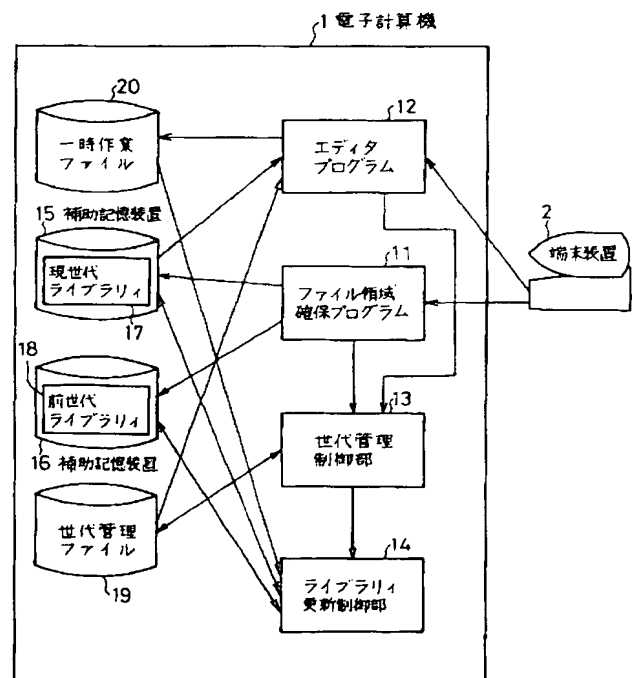 1 電子計算機
20
一時作業
ファイル
12
エディタ
プログラム
2
端末装置
15 補助記憶装置
現世代
ライブラリィ
17
11
ファイル領域
確保プログラム
18
前世代
ライブラリィ
16 補助記憶装置
13
世代管理
制御部
世代管理
ファイル
19
14
ライブラリィ
更新制御部